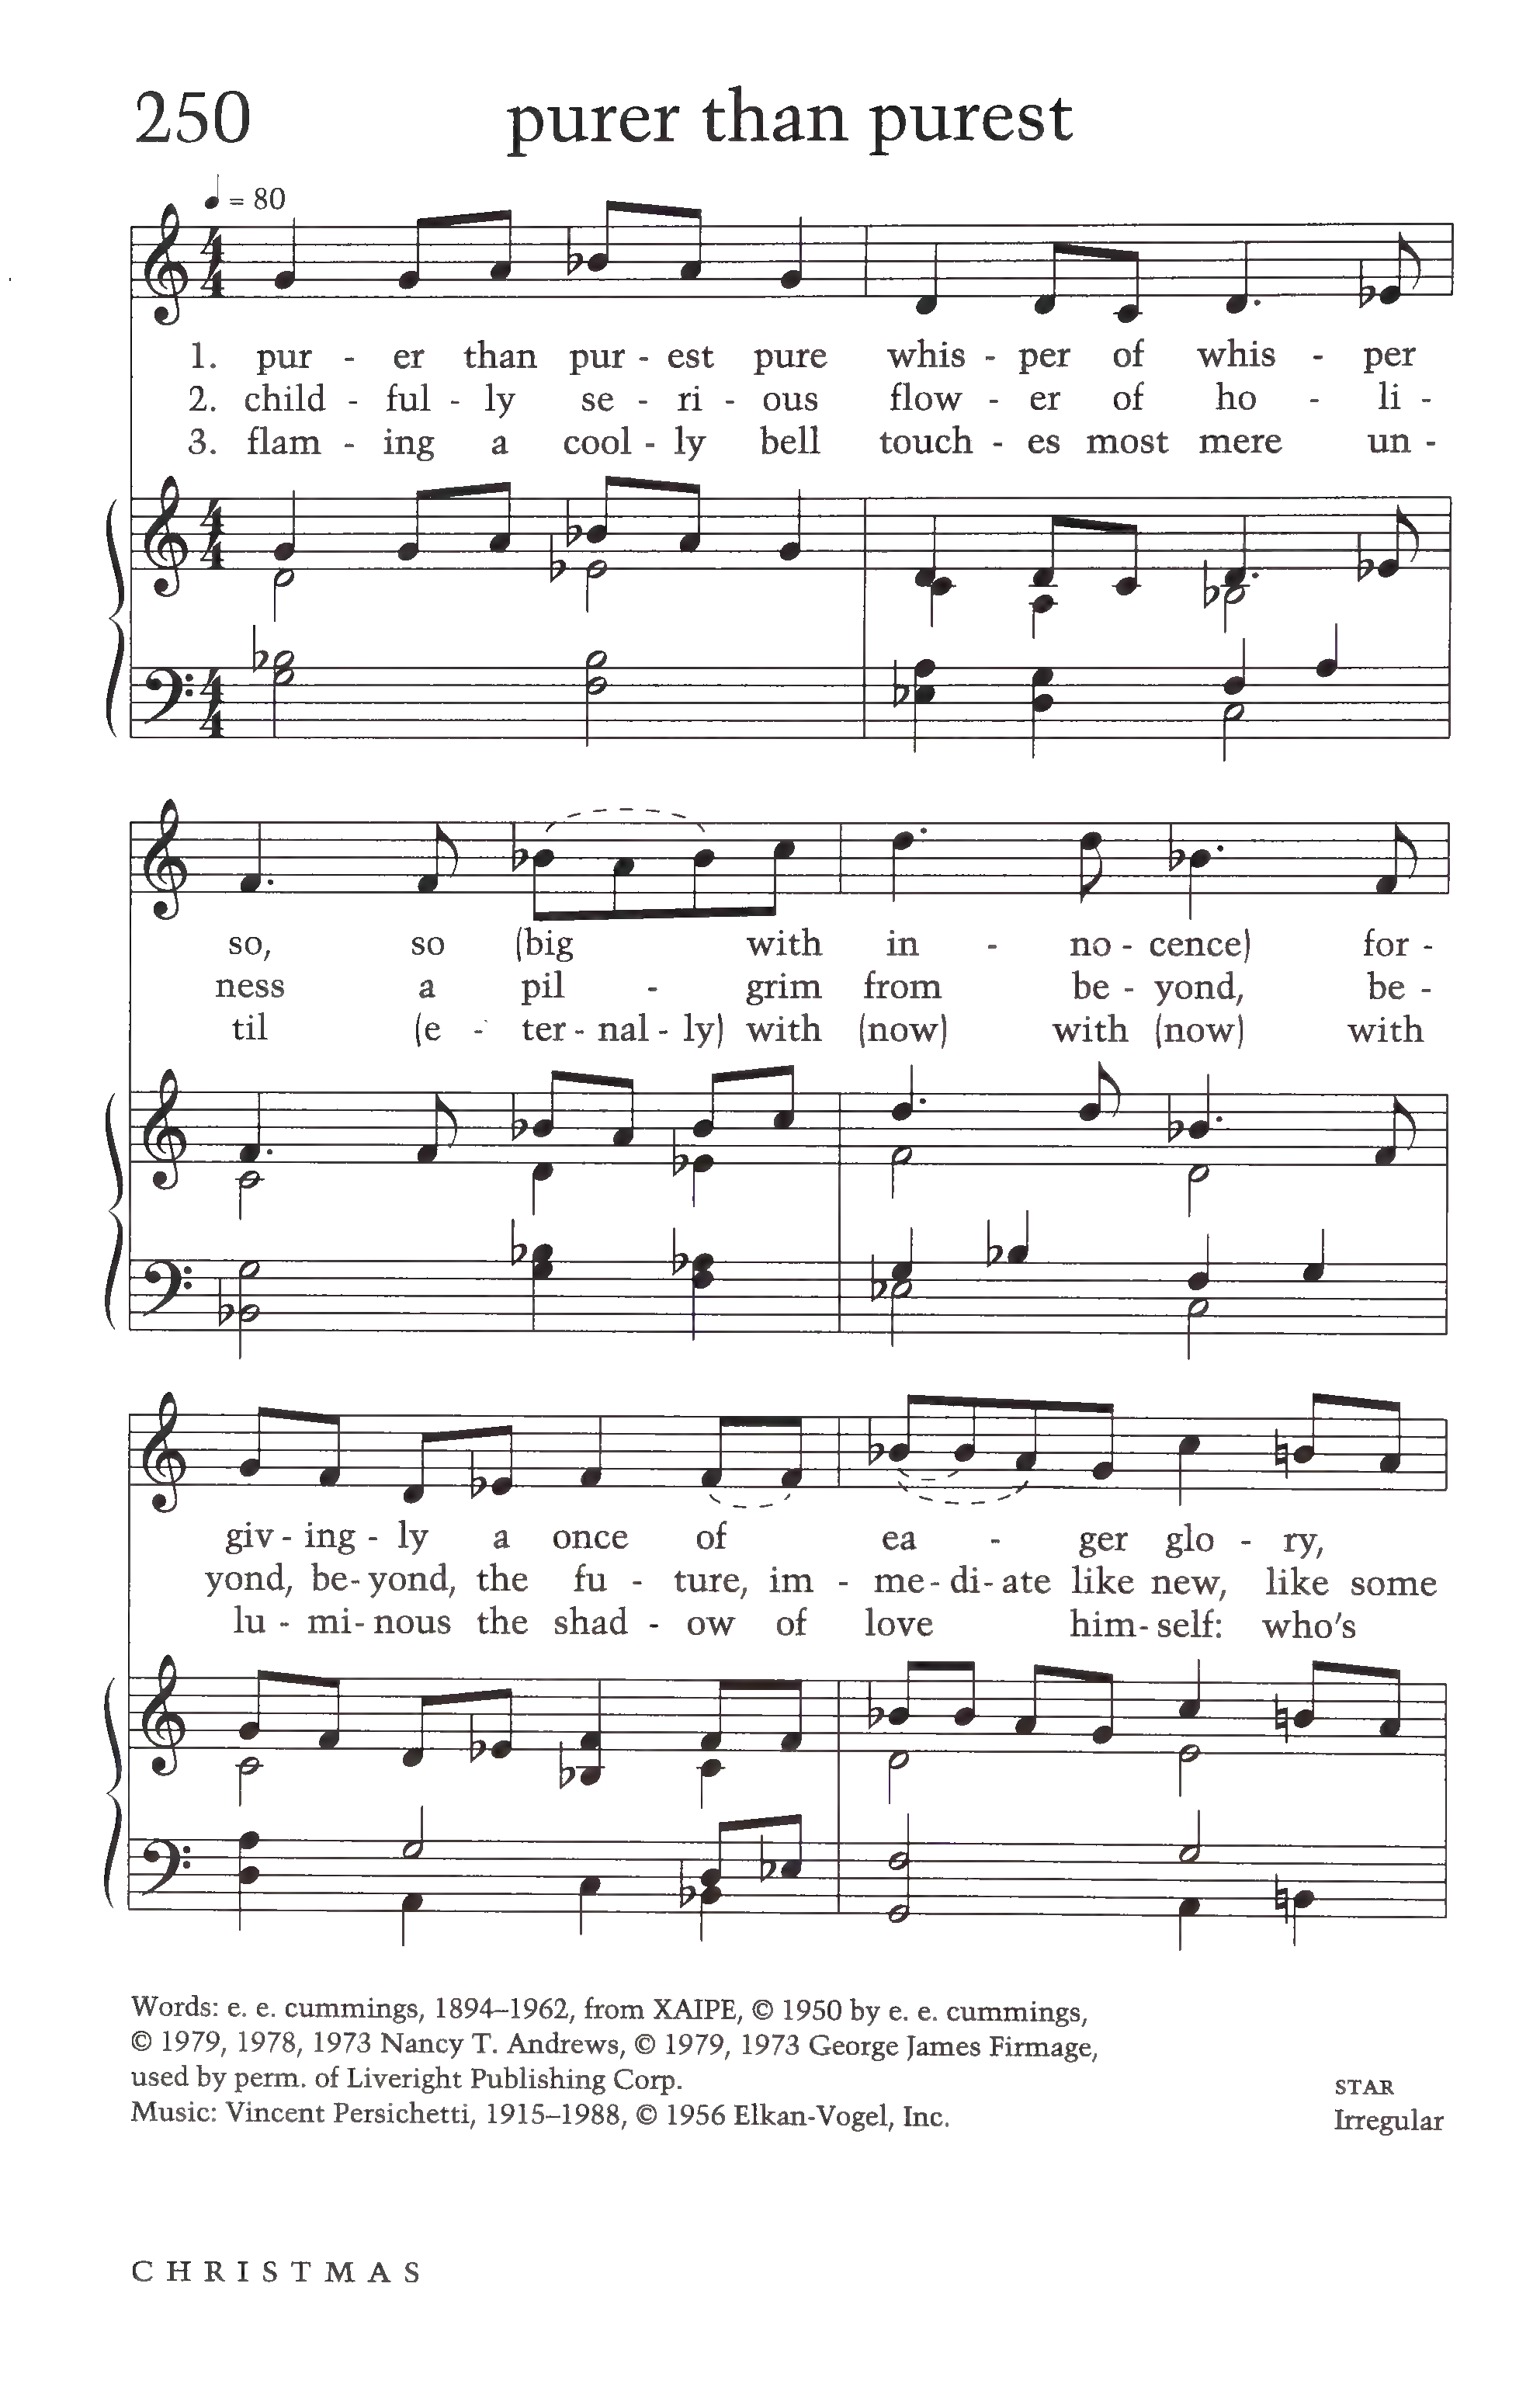 250 purer than purest
= 80
1. pur - er than pur - est pure whis - per of whis - per
2. child - ful - ly se - ri - ous flow - er of ho - li -
3. flam - ing a cool - ly bell touch - es most mere un -
so, so (big with in - no - cence) for -
ness a pil - grim from be - yond, be -
til (e - ter - nal - ly) with (now) with (now) with
giv - ing - ly a once of ea - ger glo - ry,
yond, be - yond, the fu - ture, im - me - di - ate like new, like some
lu - mi - nous the shad - ow of love him - self: who's
Words: e. e. cummings, 1894–1962, from XAIPE, © 1950 by e. e. cummings,
© 1979, 1978, 1973 Nancy T. Andrews, © 1979, 1973 George James Firmage,
used by perm. of Liveright Publishing Corp.
Music: Vincent Persichetti, 1915–1988, © 1956 Elkan-Vogel, Inc.
STAR
Irregular
CHRISTMAS